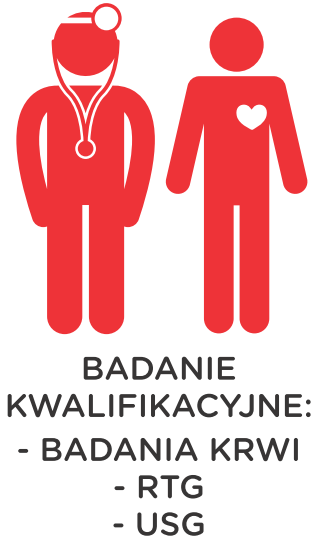 BADANIE
KWALIFIKACYJNE:
- BADANIA KRWI
- RTG
- USG